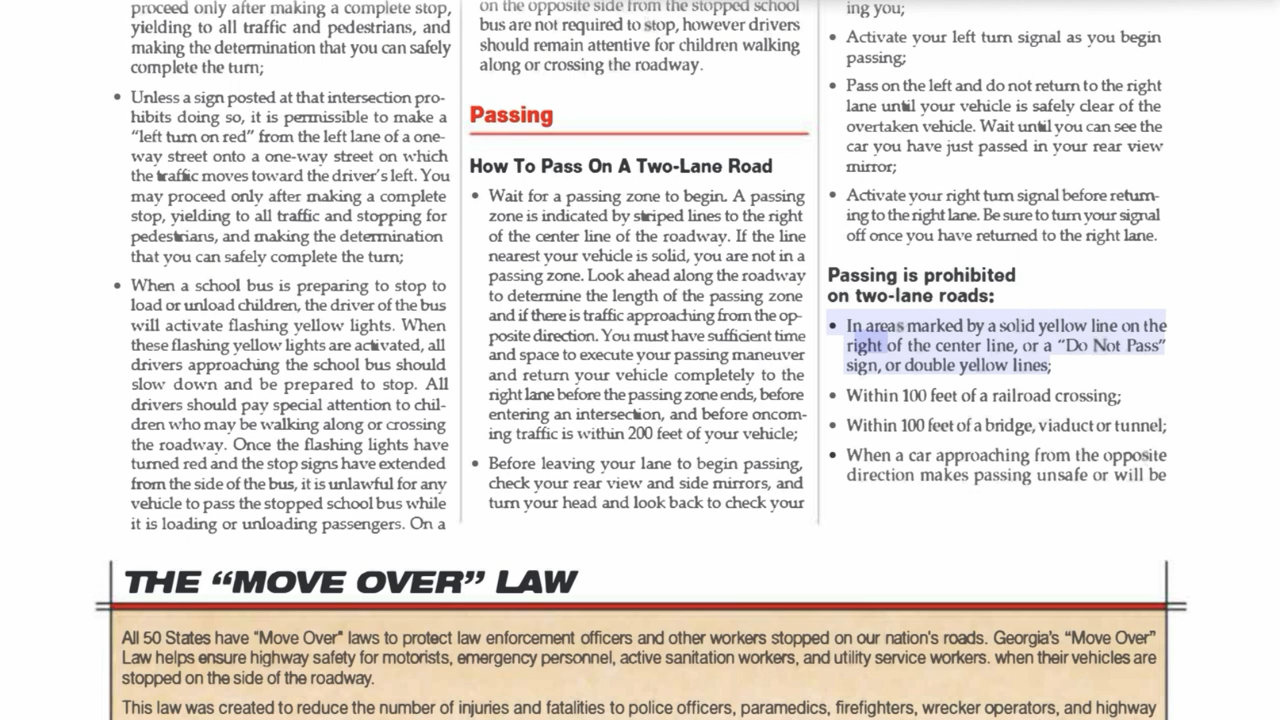 proceed only after making a complete stop,
yielding to all traffic and pedestrians, and
making the determination that you can safely
complete the turn;
• Unless a sign posted at that intersection pro-
hibits doing so, it is permissible to make a
“left turn on red” from the left lane of a one-
way street onto a one-way street on which
the traffic moves toward the driver’s left. You
may proceed only after making a complete
stop, yielding to all traffic and stopping for
pedestrians, and making the determination
that you can safely complete the turn;
• When a school bus is preparing to stop to
load or unload children, the driver of the bus
will activate flashing yellow lights. When
these flashing yellow lights are activated, all
drivers approaching the school bus should
slow down and be prepared to stop. All
drivers should pay special attention to chil-
dren who may be walking along or crossing
the roadway. Once the flashing lights have
turned red and the stop signs have extended
from the side of the bus, it is unlawful for any
vehicle to pass the stopped school bus while
it is loading or unloading passengers. On a
on the opposite side from the stopped school
bus are not required to stop, however drivers
should remain attentive for children walking
along or crossing the roadway.
Passing
How To Pass On A Two-Lane Road
• Wait for a passing zone to begin. A passing
zone is indicated by striped lines to the right
of the center line of the roadway. If the line
nearest your vehicle is solid, you are not in a
passing zone. Look ahead along the roadway
to determine the length of the passing zone
and if there is traffic approaching from the op-
posite direction. You must have sufficient time
and space to execute your passing maneuver
and return your vehicle completely to the
right lane before the passing zone ends, before
entering an intersection, and before oncom-
ing traffic is within 200 feet of your vehicle;
• Before leaving your lane to begin passing,
check your rear view and side mirrors, and
turn your head and look back to check your
ing you;
• Activate your left turn signal as you begin
passing;
• Pass on the left and do not return to the right
lane until your vehicle is safely clear of the
overtaken vehicle. Wait until you can see the
car you have just passed in your rear view
mirror;
• Activate your right turn signal before return-
ing to the right lane. Be sure to turn your signal
off once you have returned to the right lane.
Passing is prohibited
on two-lane roads:
• In areas marked by a solid yellow line on the
right of the center line, or a “Do Not Pass”
sign, or double yellow lines;
• Within 100 feet of a railroad crossing;
• Within 100 feet of a bridge, viaduct or tunnel;
• When a car approaching from the opposite
direction makes passing unsafe or will be
THE “MOVE OVER” LAW
All 50 States have "Move Over" laws to protect law enforcement officers and other workers stopped on our nation's roads. Georgia's “Move Over”
Law helps ensure highway safety for motorists, emergency personnel, active sanitation workers, and utility service workers. when their vehicles are
stopped on the side of the roadway.
This law was created to reduce the number of injuries and fatalities to police officers, paramedics, firefighters, wrecker operators, and highway